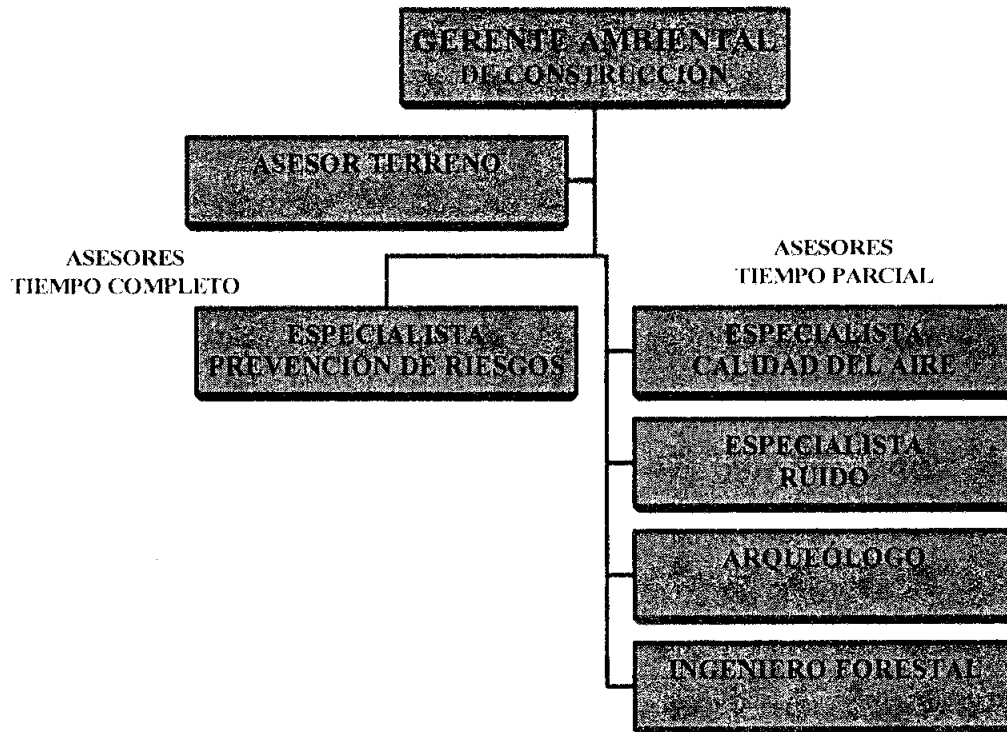 GERENTE AMBIENTAL
DE CONSTRUCCIÓN
ASESOR TERRENO
ASESORES
TIEMPO COMPLETO
ESPECIALISTA
PREVENCIÓN DE RIESGOS
ASESORES
TIEMPO PARCIAL
ESPECIALISTA
CALIDAD DEL AIRE
ESPECIALISTA
RUIDO
ARQUEÓLOGO
INGENIERO FORESTAL